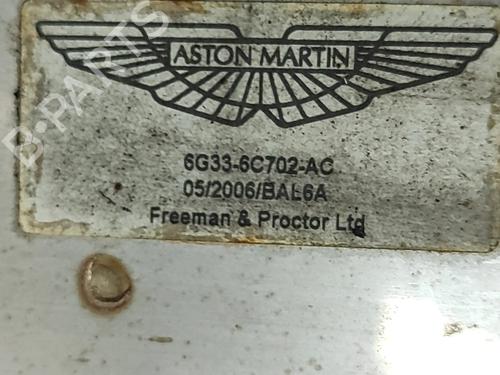 B-PARTS
ASTON MARTIN
6G33-6C702-AC
05/2006/BAL6A
Freeman & Proctor Ltd